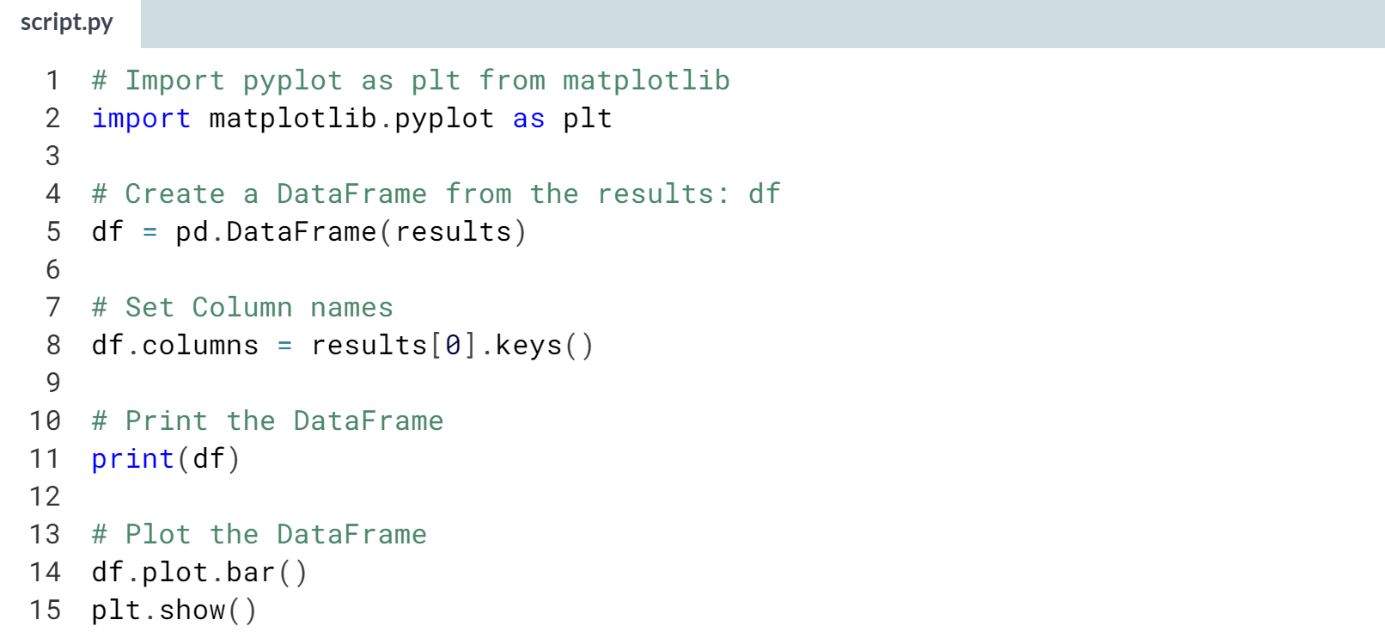 script.py
1 # Import pyplot as plt from matplotlib
2 import matplotlib.pyplot as plt
3
4 # Create a DataFrame from the results: df
5 df = pd.DataFrame(results)
6
7 # Set Column names
8 df.columns = results[0].keys()
9
10 # Print the DataFrame
11 print(df)
12
13 # Plot the DataFrame
14 df.plot.bar()
15 plt.show()